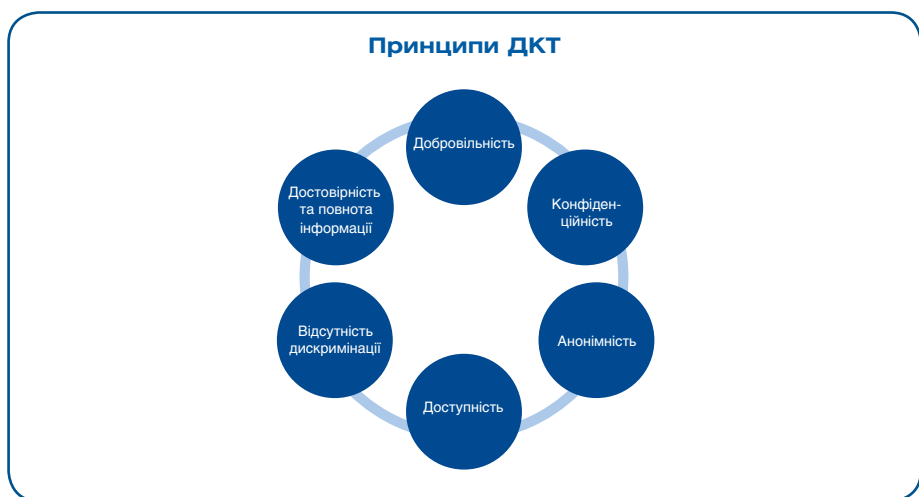 Принципи ДКТ
Добровільність
Конфіден-
ційність
Анонімність
Доступність
Відсутність
дискримінації
Достовірність
та повнота
інформації